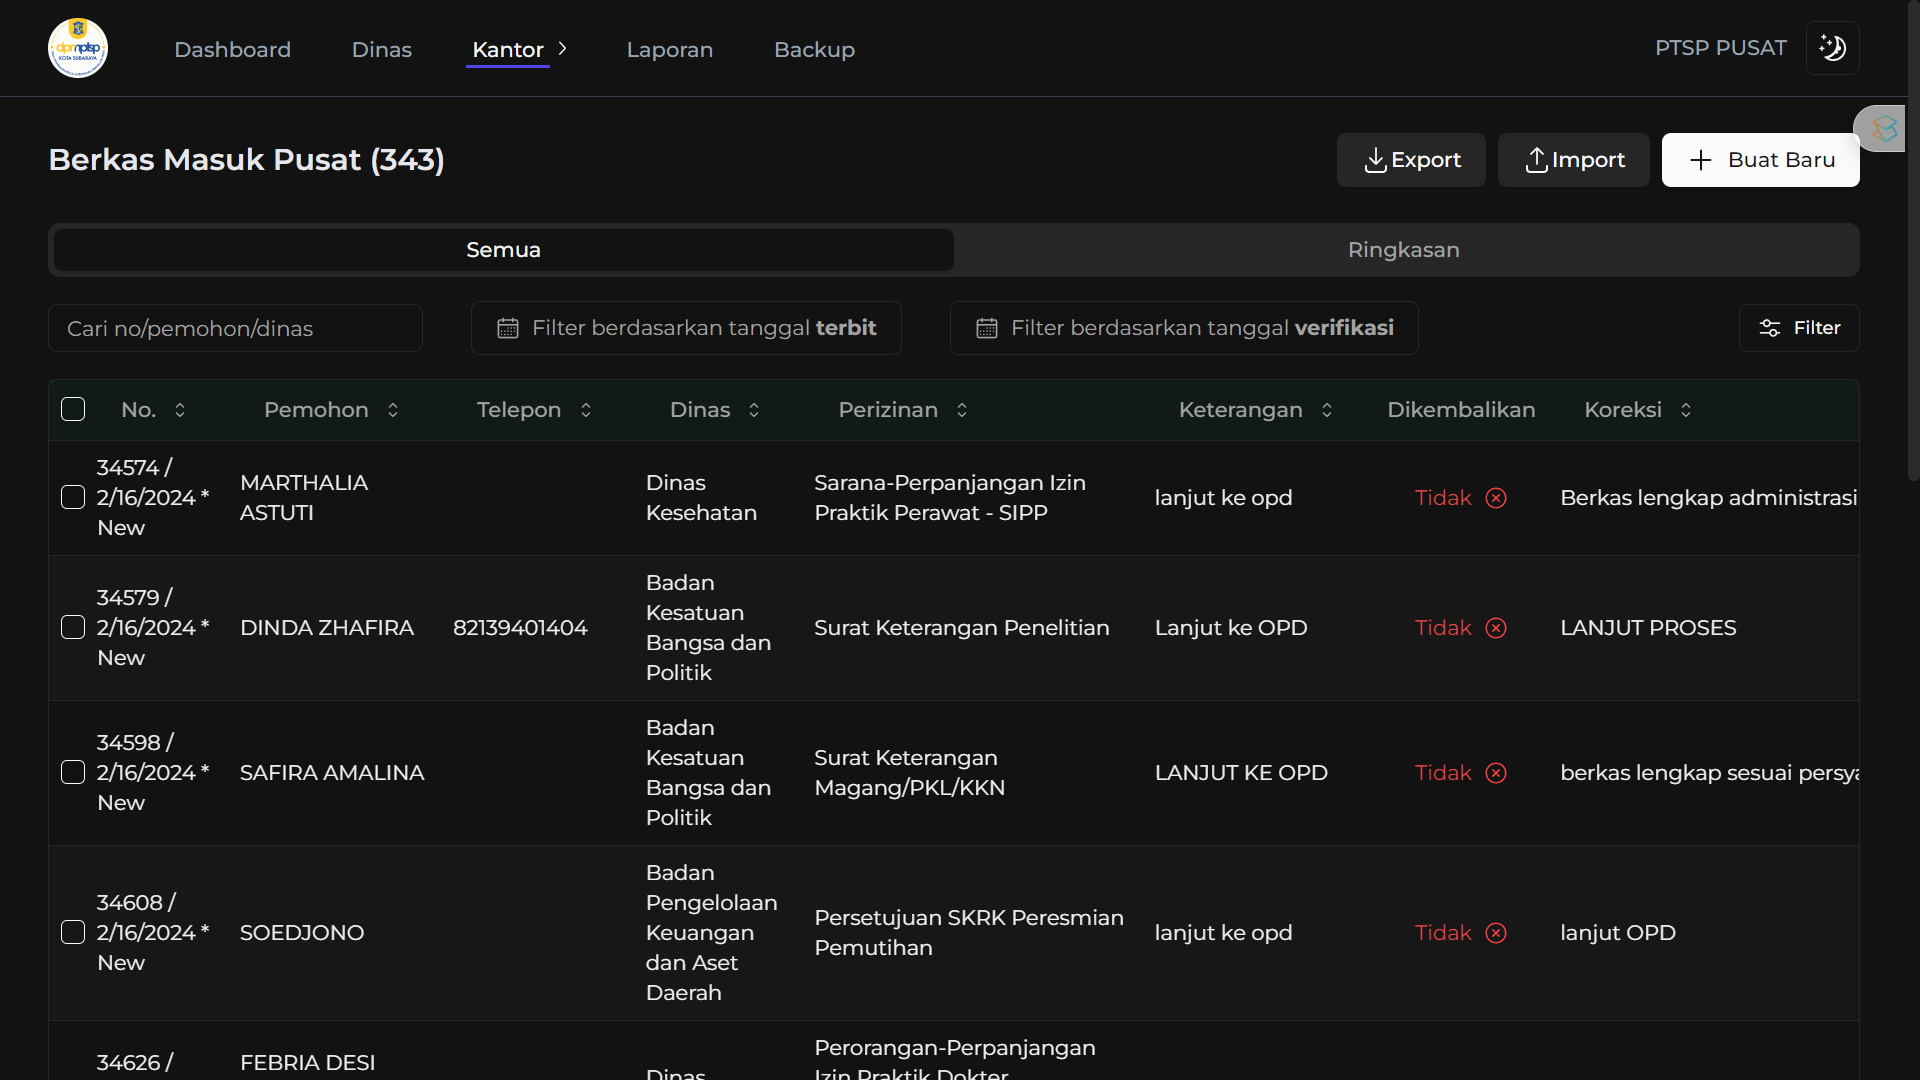 dpmptsp
KOTA SURABAYA
Dashboard
Dinas
Kantor
Laporan
Backup
PTSP PUSAT
Berkas Masuk Pusat (343)
Export
Import
Buat Baru
Semua
Ringkasan
Cari no/pemohon/dinas
Filter berdasarkan tanggal terbit
Filter berdasarkan tanggal verifikasi
Filter
No.
Pemohon
Telepon
Dinas
Perizinan
Keterangan
Dikembalikan
Koreksi
34574 /
2/16/2024 *
New
MARTHALIA
ASTUTI
Dinas
Kesehatan
Sarana-Perpanjangan Izin
Praktik Perawat - SIPP
lanjut ke opd
Tidak
Berkas lengkap administrasi
34579 /
2/16/2024 *
New
DINDA ZHAFIRA
82139401404
Badan
Kesatuan
Bangsa dan
Politik
Surat Keterangan Penelitian
Lanjut ke OPD
Tidak
LANJUT PROSES
34598 /
2/16/2024 *
New
SAFIRA AMALINA
Badan
Kesatuan
Bangsa dan
Politik
Surat Keterangan
Magang/PKL/KKN
LANJUT KE OPD
Tidak
berkas lengkap sesuai persya
34608 /
2/16/2024 *
New
SOEDJONO
Badan
Pengelolaan
Keuangan
dan Aset
Daerah
Persetujuan SKRK Peresmian
Pemutihan
lanjut ke opd
Tidak
lanjut OPD
34626 /
FEBRIA DESI
Dinas
Perorangan-Perpanjangan
Izin Praktik Dokter